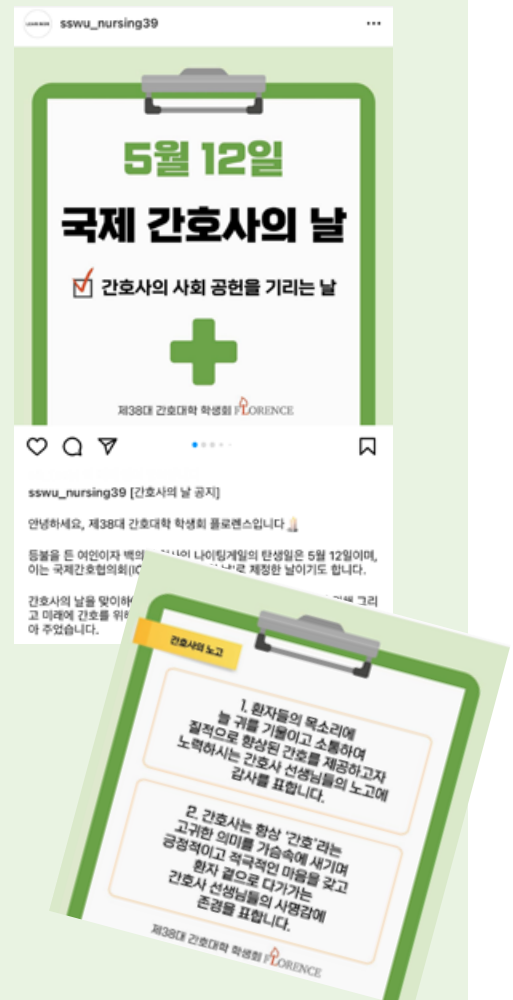 sswu_nursing39
5월 12일
국제 간호사의 날
간호사의 사회 공헌을 기리는 날
제38대 간호대학 학생회 FLORENCE
sswu_nursing39 [간호사의 날 공지]
안녕하세요, 제38대 간호대학 학생회 플로렌스입니다
등불을 든 여인이자 백의 나이팅게일의 탄생일은 5월 12일이며,
이는 국제간호협의회(IC 로 제정한 날이기도 합니다.
간호사의 날을 맞이하 그리
고 미래에 간호를 위
아 주었습니다.
간호사의 노고
1. 환자들의 목소리에
늘 귀를 기울이고 소통하여
질적으로 향상된 간호를 제공하고자
노력하시는 간호사 선생님들의 노고에
감사를 표합니다.
2. 간호사는 항상 '간호'라는
고귀한 의미를 가슴속에 새기며
긍정적이고 적극적인 마음을 갖고
환자 곁으로 다가가는
간호사 선생님들의 사명감에
존경을 표합니다.
제38대 간호대학 학생회 FLORENCE